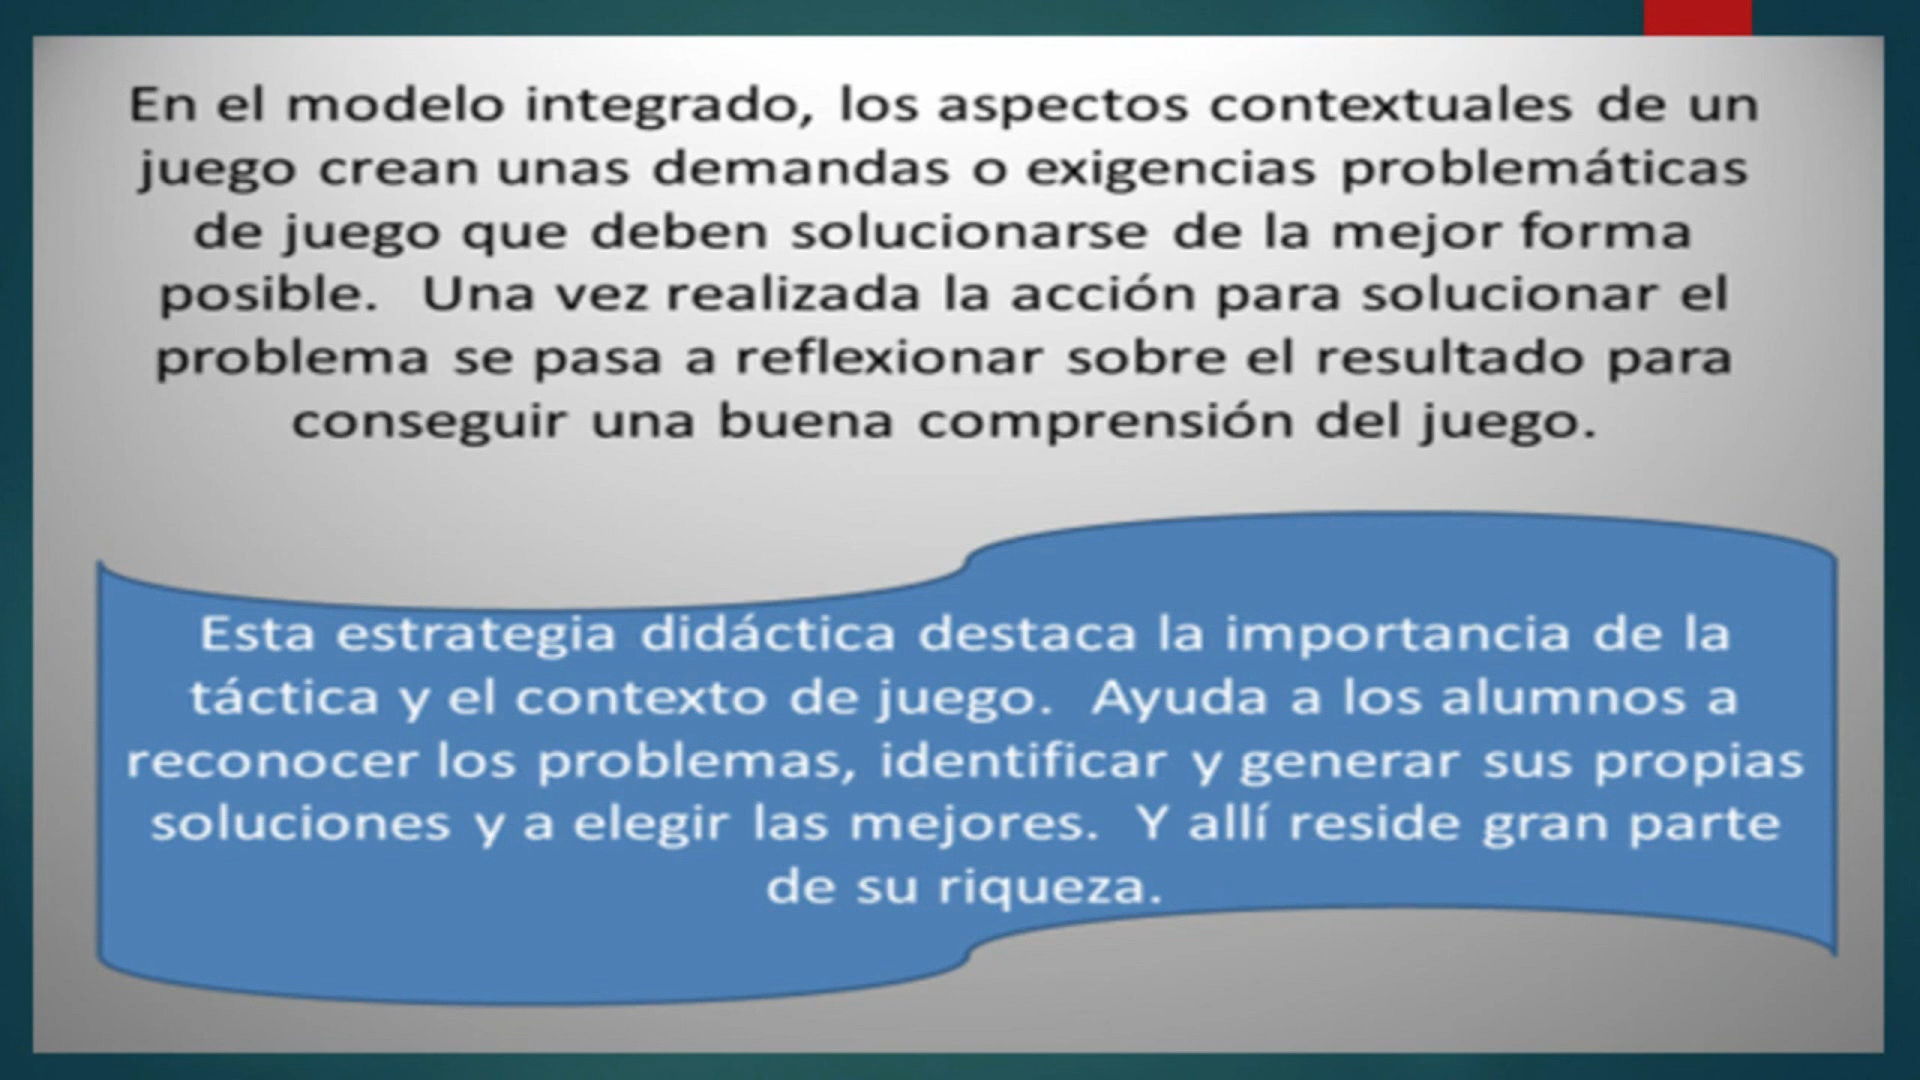 En el modelo integrado, los aspectos contextuales de un
juego crean unas demandas o exigencias problemáticas
de juego que deben solucionarse de la mejor forma
posible.  Una vez realizada la acción para solucionar el
problema se pasa a reflexionar sobre el resultado para
conseguir una buena comprensión del juego.
Esta estrategia didáctica destaca la importancia de la
táctica y el contexto de juego.  Ayuda a los alumnos a
reconocer los problemas, identificar y generar sus propias
soluciones y a elegir las mejores.  Y allí reside gran parte
de su riqueza.